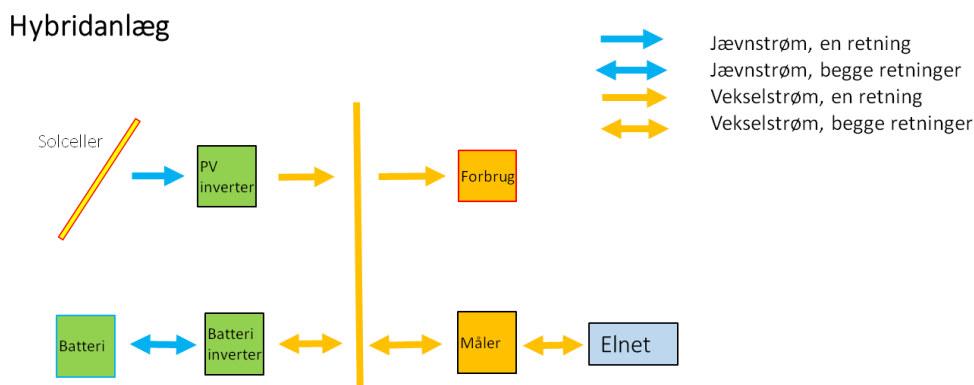 Hybridanlæg
Jævnstrøm, en retning
Jævnstrøm, begge retninger
Vekselstrøm, en retning
Vekselstrøm, begge retninger
Solceller
PV
inverter
Forbrug
Batteri
Batteri
inverter
Måler
Elnet